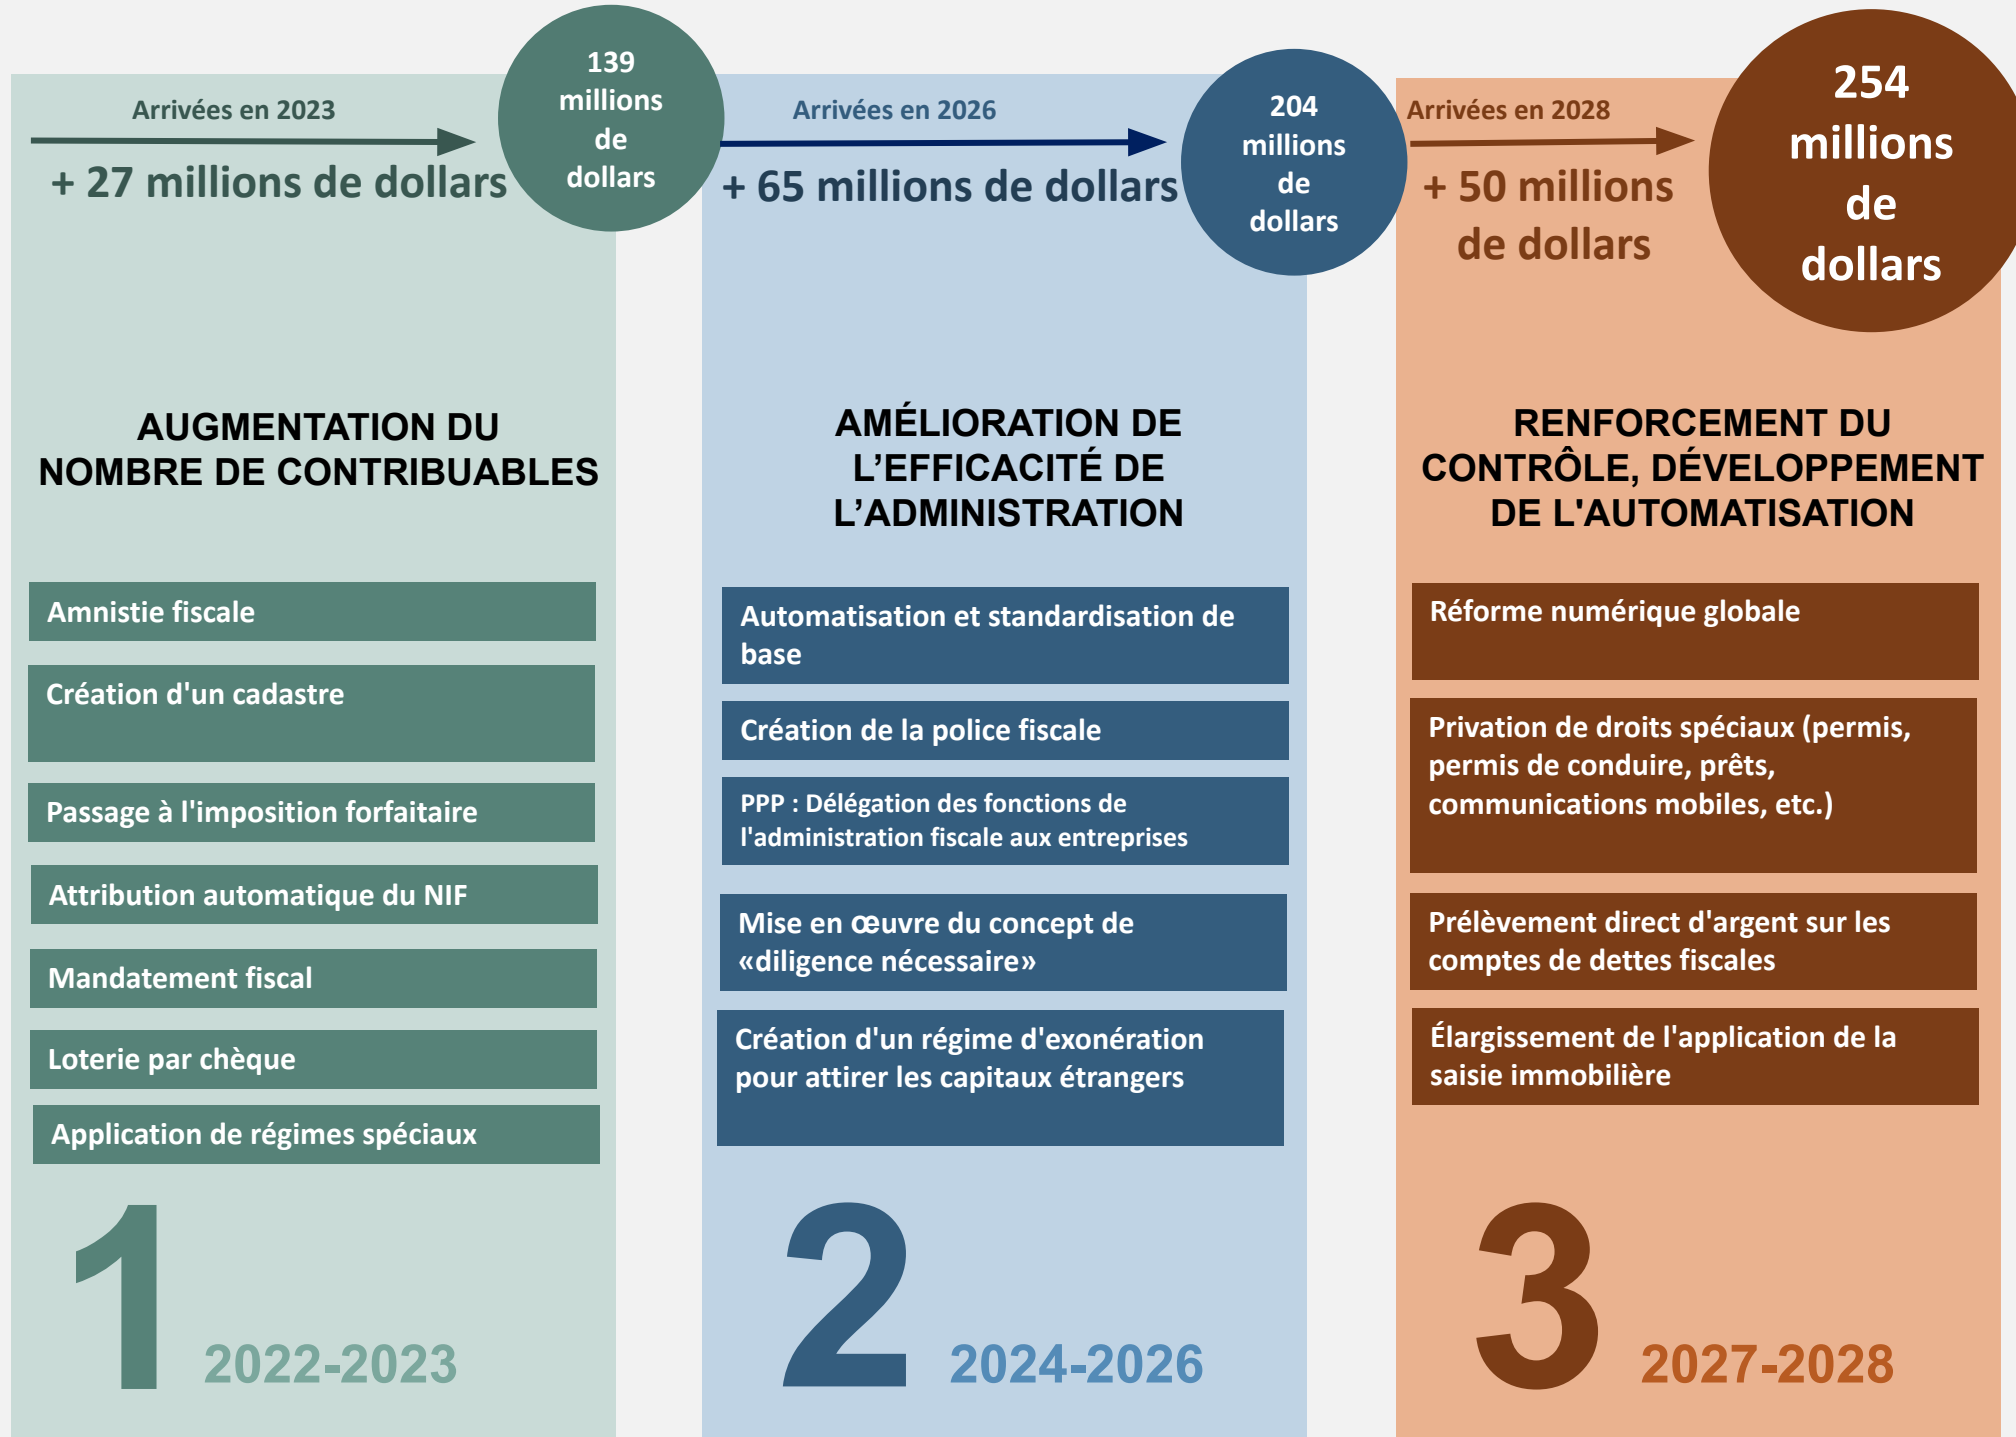 Arrivées en 2023
+ 27 millions de dollars
139
millions
de
dollars
AUGMENTATION DU
NOMBRE DE CONTRIBUABLES
Amnistie fiscale
Création d'un cadastre
Passage à l'imposition forfaitaire
Attribution automatique du NIF
Mandatement fiscal
Loterie par chèque
Application de régimes spéciaux
1
2022-2023
Arrivées en 2026
+ 65 millions de dollars
204
millions
de
dollars
AMÉLIORATION DE
L’EFFICACITÉ DE
L’ADMINISTRATION
Automatisation et standardisation de
base
Création de la police fiscale
PPP : Délégation des fonctions de
l'administration fiscale aux entreprises
Mise en œuvre du concept de
«diligence nécessaire»
Création d'un régime d'exonération
pour attirer les capitaux étrangers
2
2024-2026
Arrivées en 2028
+ 50 millions
de dollars
254
millions
de
dollars
RENFORCEMENT DU
CONTRÔLE, DÉVELOPPEMENT
DE L'AUTOMATISATION
Réforme numérique globale
Privation de droits spéciaux (permis,
permis de conduire, prêts,
communications mobiles, etc.)
Prélèvement direct d'argent sur les
comptes de dettes fiscales
Élargissement de l'application de la
saisie immobilière
3
2027-2028